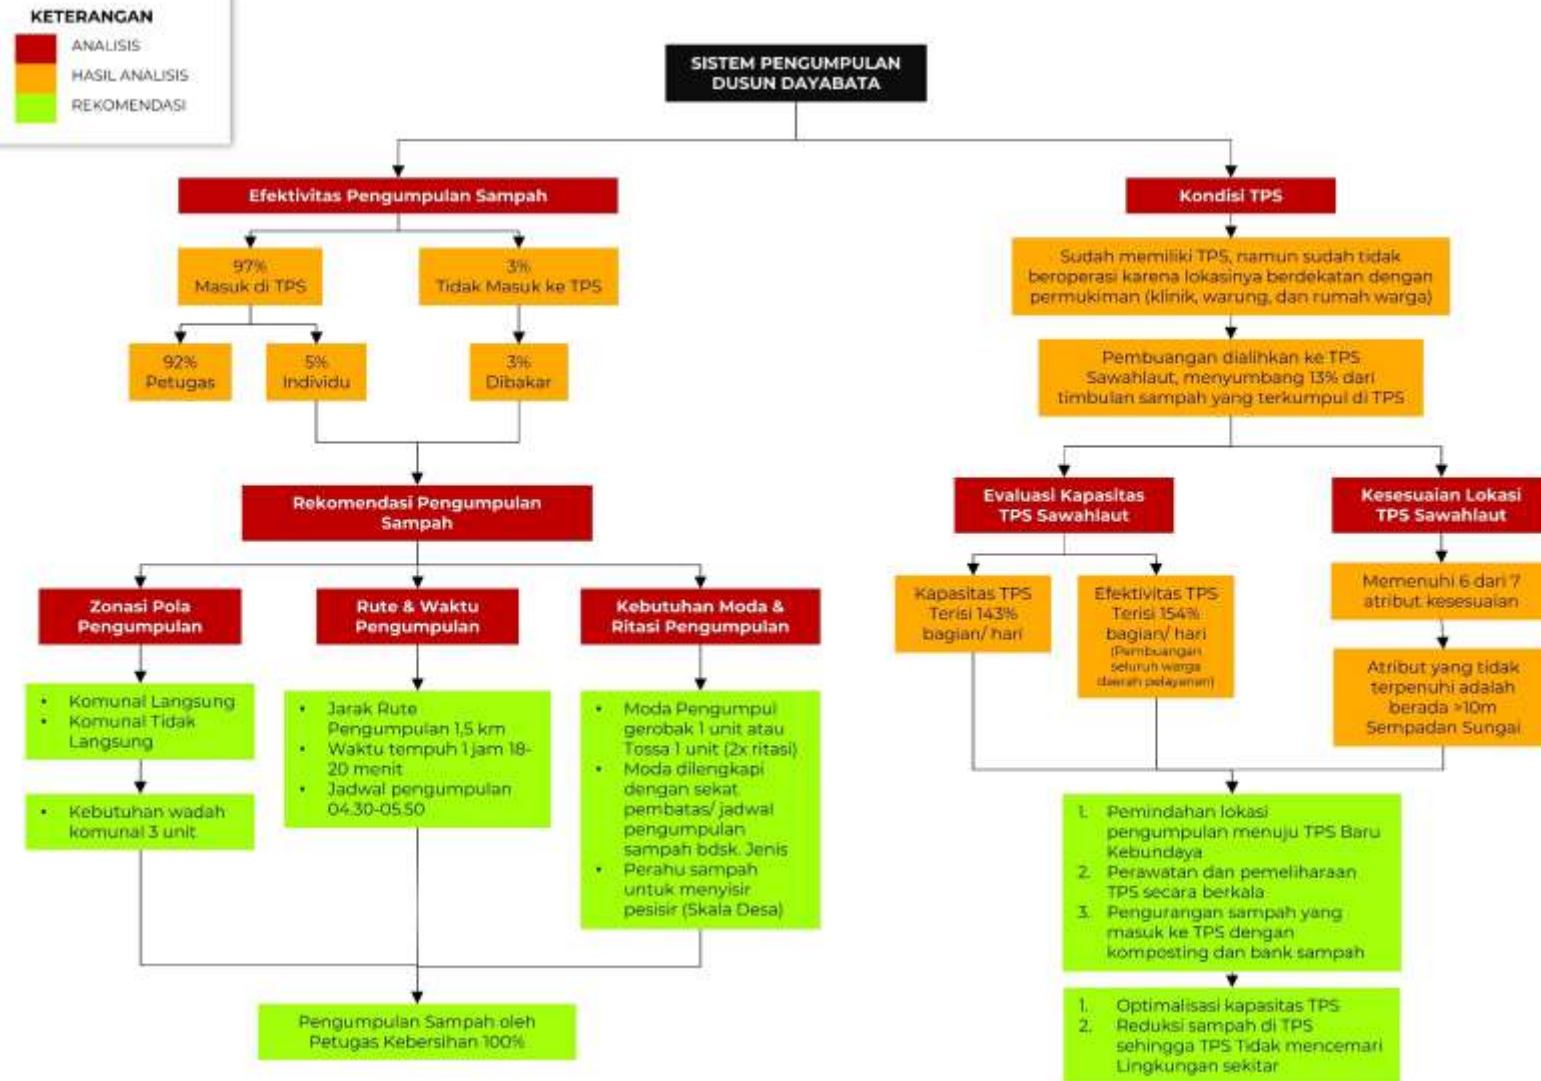 KETERANGAN
ANALISIS
HASIL ANALISIS
REKOMENDASI
SISTEM PENGUMPULAN
DUSUN DAYABATA
Efektivitas Pengumpulan Sampah
97%
Masuk di TPS
3%
Tidak Masuk ke TPS
92%
Petugas
5%
Individu
3%
Dibakar
Rekomendasi Pengumpulan
Sampah
Zonasi Pola
Pengumpulan
• Komunal Langsung
• Komunal Tidak
Langsung
• Kebutuhan wadah
komunal 3 unit
Rute & Waktu
Pengumpulan
• Jarak Rute
Pengumpulan 1,5 km
• Waktu tempuh 1 jam 18-
20 menit
• Jadwal pengumpulan
04.30-05.50
Kebutuhan Moda &
Ritasi Pengumpulan
• Moda Pengumpul
gerobak 1 unit atau
Tossa 1 unit (2x ritasi)
• Moda dilengkapi
dengan sekat
pembatas/ jadwal
pengumpulan
sampah bdsk. Jenis
• Perahu sampah
untuk menyisir
pesisir (Skala Desa)
Pengumpulan Sampah oleh
Petugas Kebersihan 100%
Kondisi TPS
Sudah memiliki TPS, namun sudah tidak
beroperasi karena lokasinya berdekatan dengan
permukiman (klinik, warung, dan rumah warga)
Pembuangan dialihkan ke TPS
Sawahlaut, menyumbang 13% dari
timbulan sampah yang terkumpul di TPS
Evaluasi Kapasitas
TPS Sawahlaut
Kapasitas TPS
Terisi 143%
bagian/ hari
Efektivitas TPS
Terisi 154%
bagian/ hari
(Pembuangan
seluruh warga
daerah pelayanan)
Kesesuaian Lokasi
TPS Sawahlaut
Memenuhi 6 dari 7
atribut kesesuaian
Atribut yang tidak
terpenuhi adalah
berada >10m
Sempadan Sungai
1. Pemindahan lokasi
pengumpulan menuju TPS Baru
Kebundaya
2. Perawatan dan pemeliharaan
TPS secara berkala
3. Pengurangan sampah yang
masuk ke TPS dengan
komposting dan bank sampah
1. Optimalisasi kapasitas TPS
2. Reduksi sampah di TPS
sehingga TPS Tidak mencemari
Lingkungan sekitar